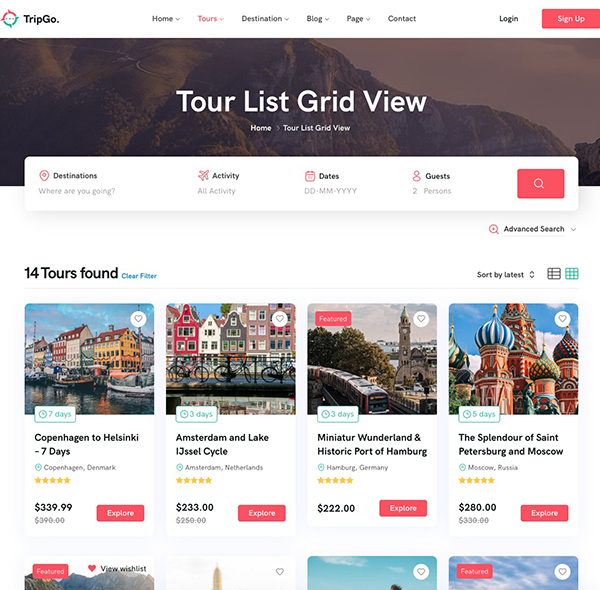 TripGo. Home Tours Destination Blog Page Contact Login Sign Up
Tour List Grid View
Home > Tour List Grid View
Destinations Activity Dates Guests
Where are you going? All Activity DD-MM-YYYY 2 Persons
Advanced Search
14 Tours found Clear Filter Sort by latest
Featured
7 days 3 days 3 days 5 days
Copenhagen to Helsinki
- 7 Days
Copenhagen, Denmark
$339.99
$390.00
Explore
Amsterdam and Lake
IJssel Cycle
Amsterdam, Netherlands
$233.00
$250.00
Explore
Miniatur Wunderland &
Historic Port of Hamburg
Hamburg, Germany
$222.00
Explore
The Splendour of Saint
Petersburg and Moscow
Moscow, Russia
$280.00
$330.00
Explore
Featured View wishlist Featured